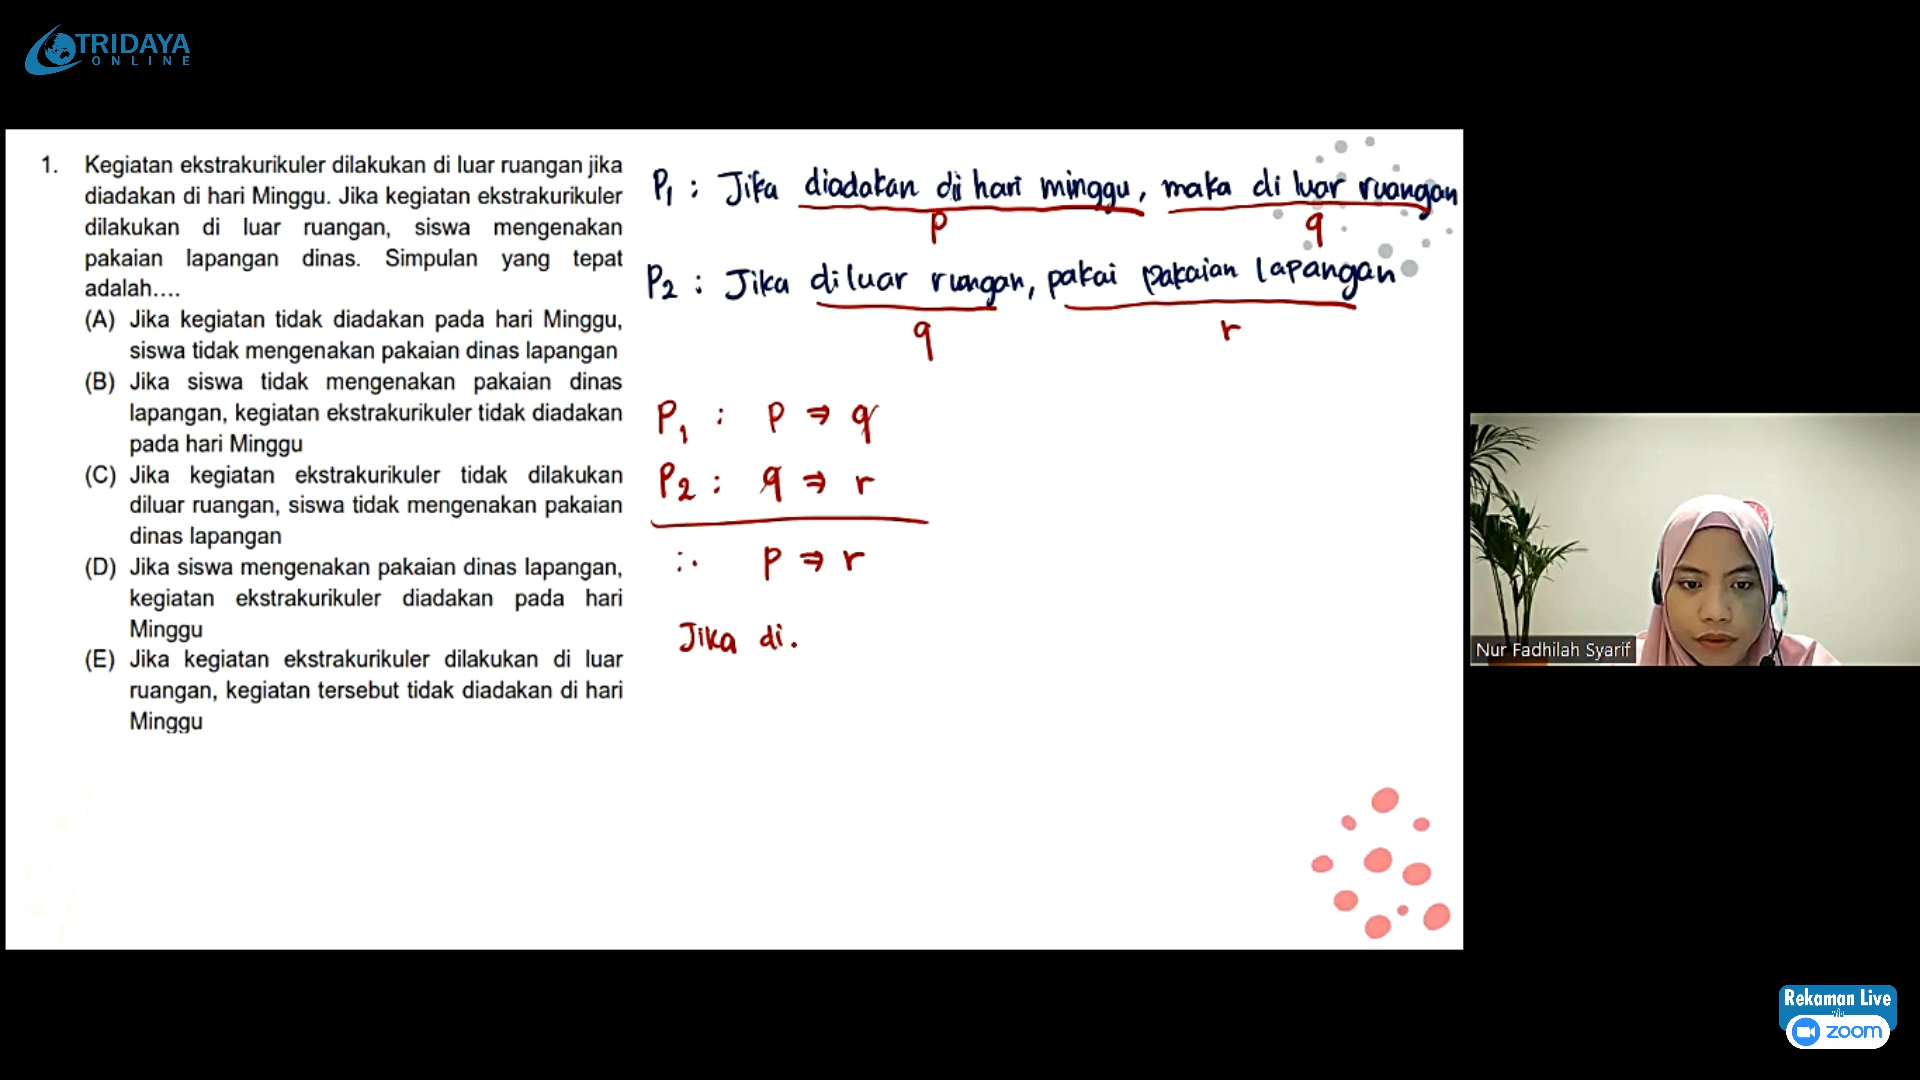 TRIDAYA
ONLINE
1. Kegiatan ekstrakurikuler dilakukan di luar ruangan jika
diadakan di hari Minggu. Jika kegiatan ekstrakurikuler
dilakukan di luar ruangan, siswa mengenakan
pakaian lapangan dinas. Simpulan yang tepat
adalah....
(A) Jika kegiatan tidak diadakan pada hari Minggu,
siswa tidak mengenakan pakaian dinas lapangan
(B) Jika siswa tidak mengenakan pakaian dinas
lapangan, kegiatan ekstrakurikuler tidak diadakan
pada hari Minggu
(C) Jika kegiatan ekstrakurikuler tidak dilakukan
diluar ruangan, siswa tidak mengenakan pakaian
dinas lapangan
(D) Jika siswa mengenakan pakaian dinas lapangan,
kegiatan ekstrakurikuler diadakan pada hari
Minggu
(E) Jika kegiatan ekstrakurikuler dilakukan di luar
ruangan, kegiatan tersebut tidak diadakan di hari
Minggu
P₁ : Jika diadakan di hari minggu, maka di luar ruangan
p q
P₂ : Jika diluar ruangan, pakai pakaian lapangan
q r
P₁ : p ⇒ q
P₂ : q ⇒ r
∴ p ⇒ r
Jika di.
Nur Fadhilah Syarif
Rekaman Live
via
zoom